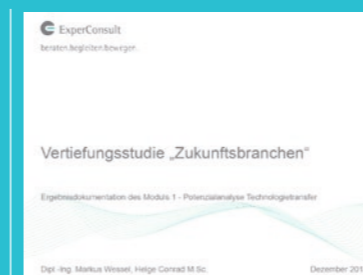 ExperConsult
beraten.begleiten.bewegen.
Vertiefungsstudie „Zukunftsbranchen“
Ergebnisdokumentation des Moduls 1 - Potenzialanalyse Technologietransfer
Dipl.-Ing. Markus Wessel, Helge Conrad M.Sc.
Dezember 201